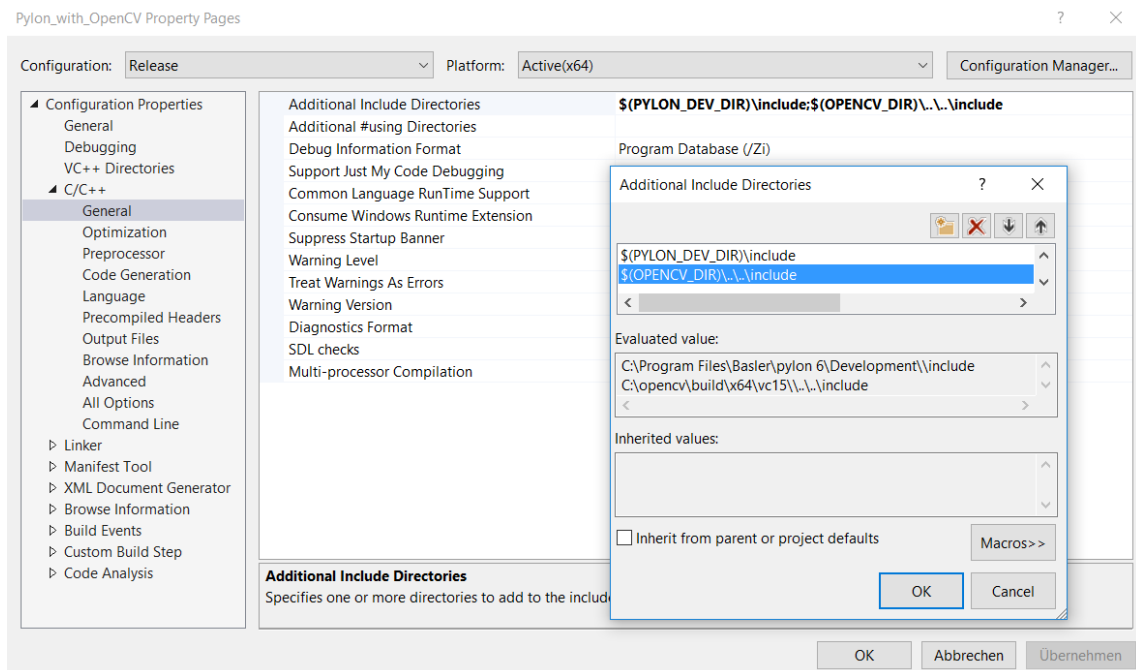 Pylon_with_OpenCV Property Pages
Configuration: Release Platform: Active(x64) Configuration Manager...
Configuration Properties
General
Debugging
VC++ Directories
C/C++
General
Optimization
Preprocessor
Code Generation
Language
Precompiled Headers
Output Files
Browse Information
Advanced
All Options
Command Line
Linker
Manifest Tool
XML Document Generator
Browse Information
Build Events
Custom Build Step
Code Analysis
Additional Include Directories $(PYLON_DEV_DIR)\include;$(OPENCV_DIR)\..\..\include
Additional #using Directories
Debug Information Format Program Database (/Zi)
Support Just My Code Debugging
Common Language RunTime Support
Consume Windows Runtime Extension
Suppress Startup Banner
Warning Level
Treat Warnings As Errors
Warning Version
Diagnostics Format
SDL checks
Multi-processor Compilation
Additional Include Directories
$(PYLON_DEV_DIR)\include
$(OPENCV_DIR)\..\..\include
Evaluated value:
C:\Program Files\Basler\pylon 6\Development\\include
C:\opencv\build\x64\vc15\\..\..\include
Inherited values:
Inherit from parent or project defaults
Macros>>
OK Cancel
Additional Include Directories
Specifies one or more directories to add to the
OK Abbrechen Übernehmen